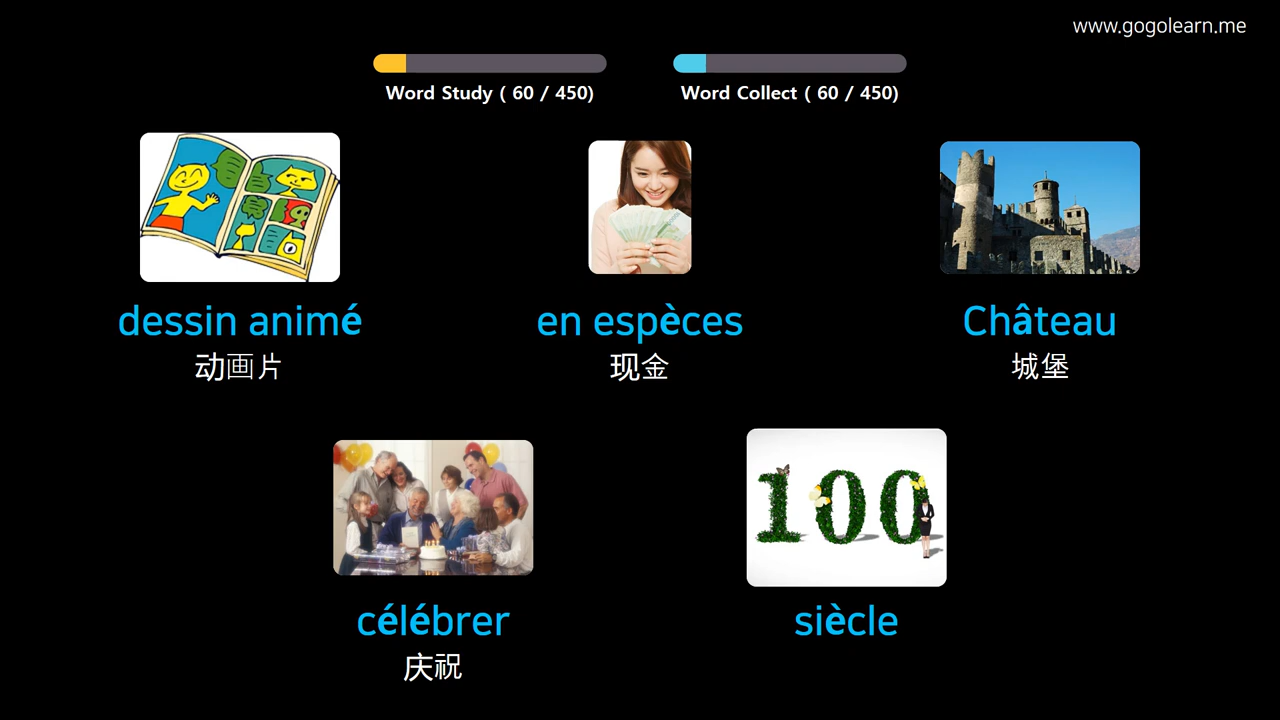 www.gogolearn.me
Word Study ( 60 / 450)
Word Collect ( 60 / 450)
dessin animé
动画片
en espèces
现金
Château
城堡
célébrer
庆祝
100
siècle